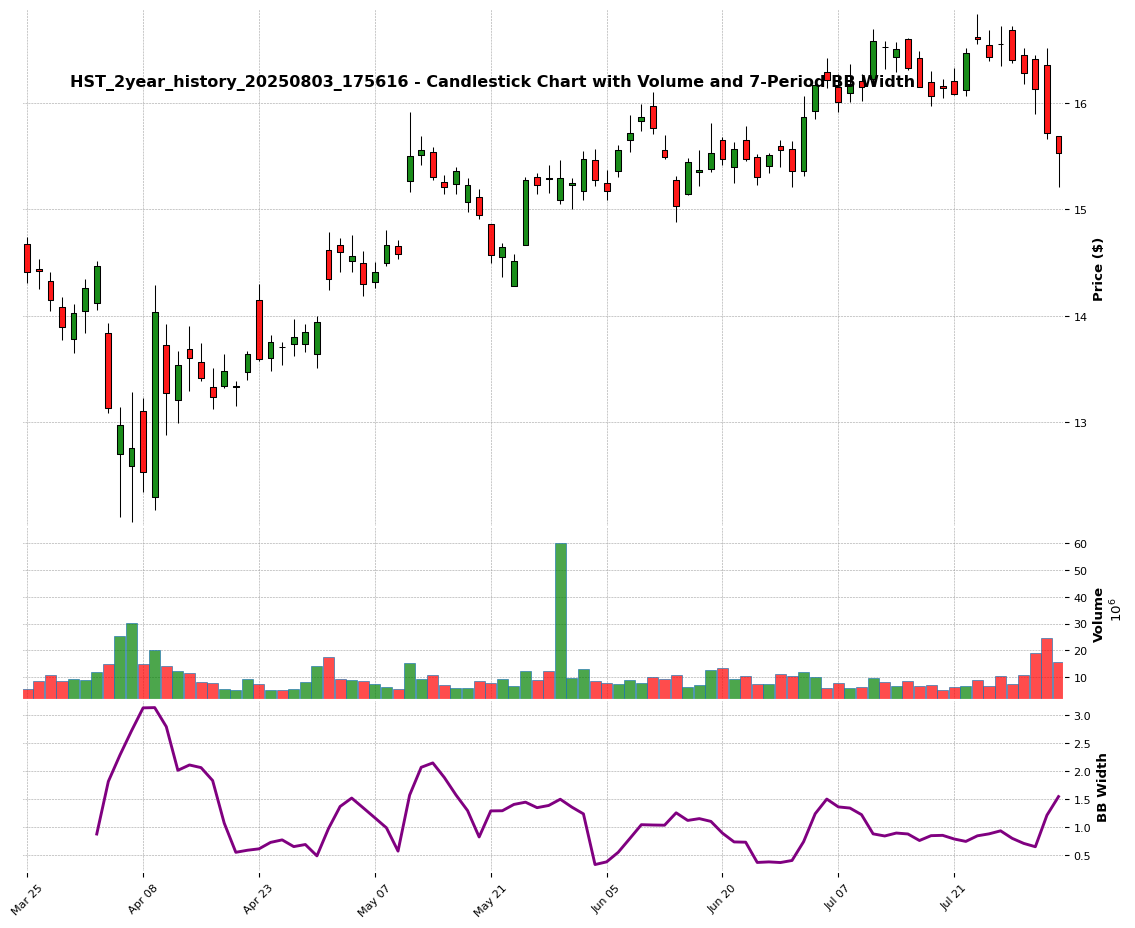 HST_2year_history_20250803_175616 - Candlestick Chart with Volume and 7-Period BB Width
16
15
14
13
Price ($)
60
50
40
30
20
10
Volume
10^6
3.0
2.5
2.0
1.5
1.0
0.5
BB Width
Mar 25
Apr 08
Apr 23
May 07
May 21
Jun 05
Jun 20
Jul 07
Jul 21